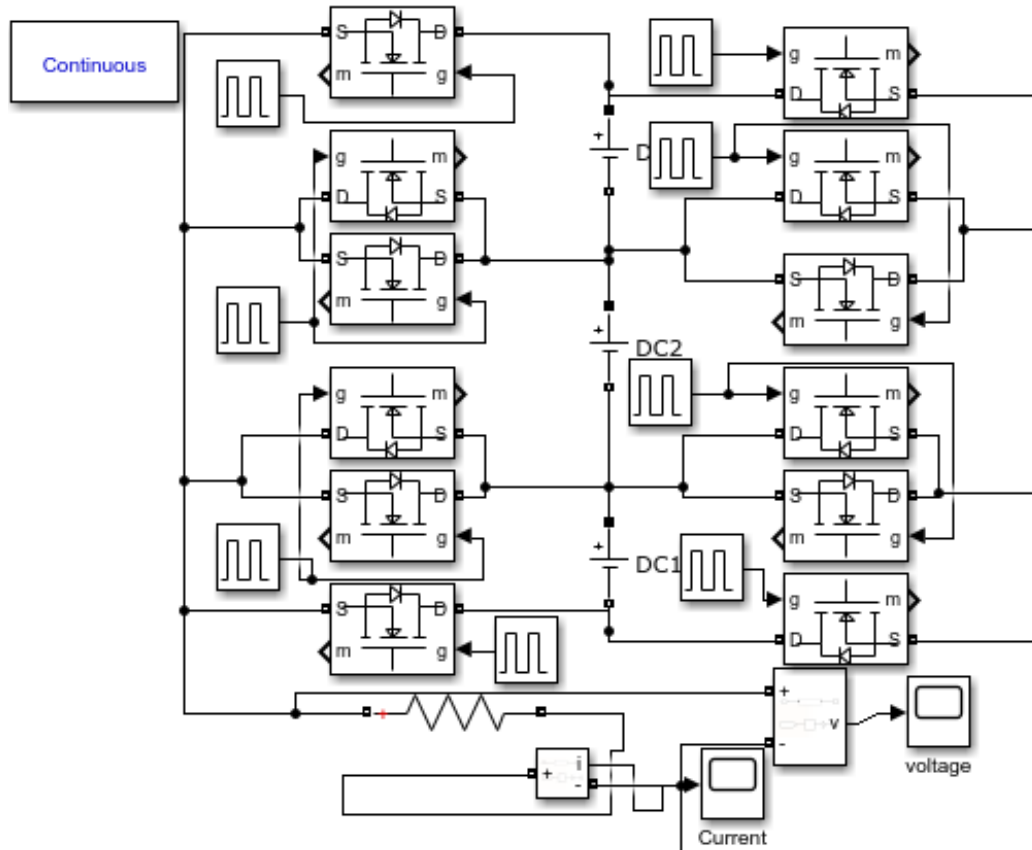 S D
g m
Continuous
m g
D S
+
g m D g m
D S D S
S D
S D
m g
m g
+
DC2
g m g m
D S D S
S D S D
m g m g
+
DC1
g m
S D
D S
m g
+
+
v
-
voltage
i
+
-
Current